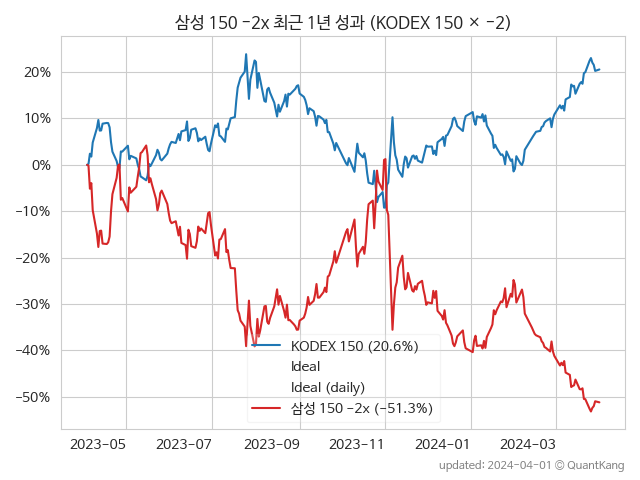 삼성 150 −2x 최근 1년 성과 (KODEX 150 × −2)
20%
10%
0%
−10%
−20%
−30%
−40%
−50%
KODEX 150 (20.6%)
Ideal
Ideal (daily)
삼성 150 −2x (−51.3%)
2023-05 2023-07 2023-09 2023-11 2024-01 2024-03
updated: 2024-04-01 © QuantKang